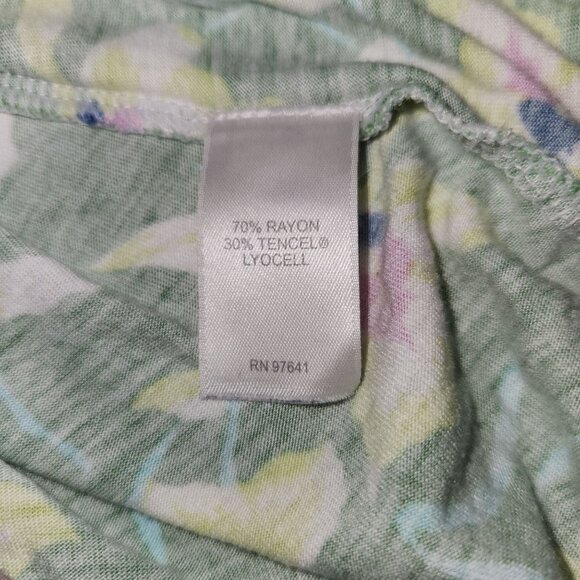 70% RAYON
30% TENCEL®
LYOCELL
RN 97641